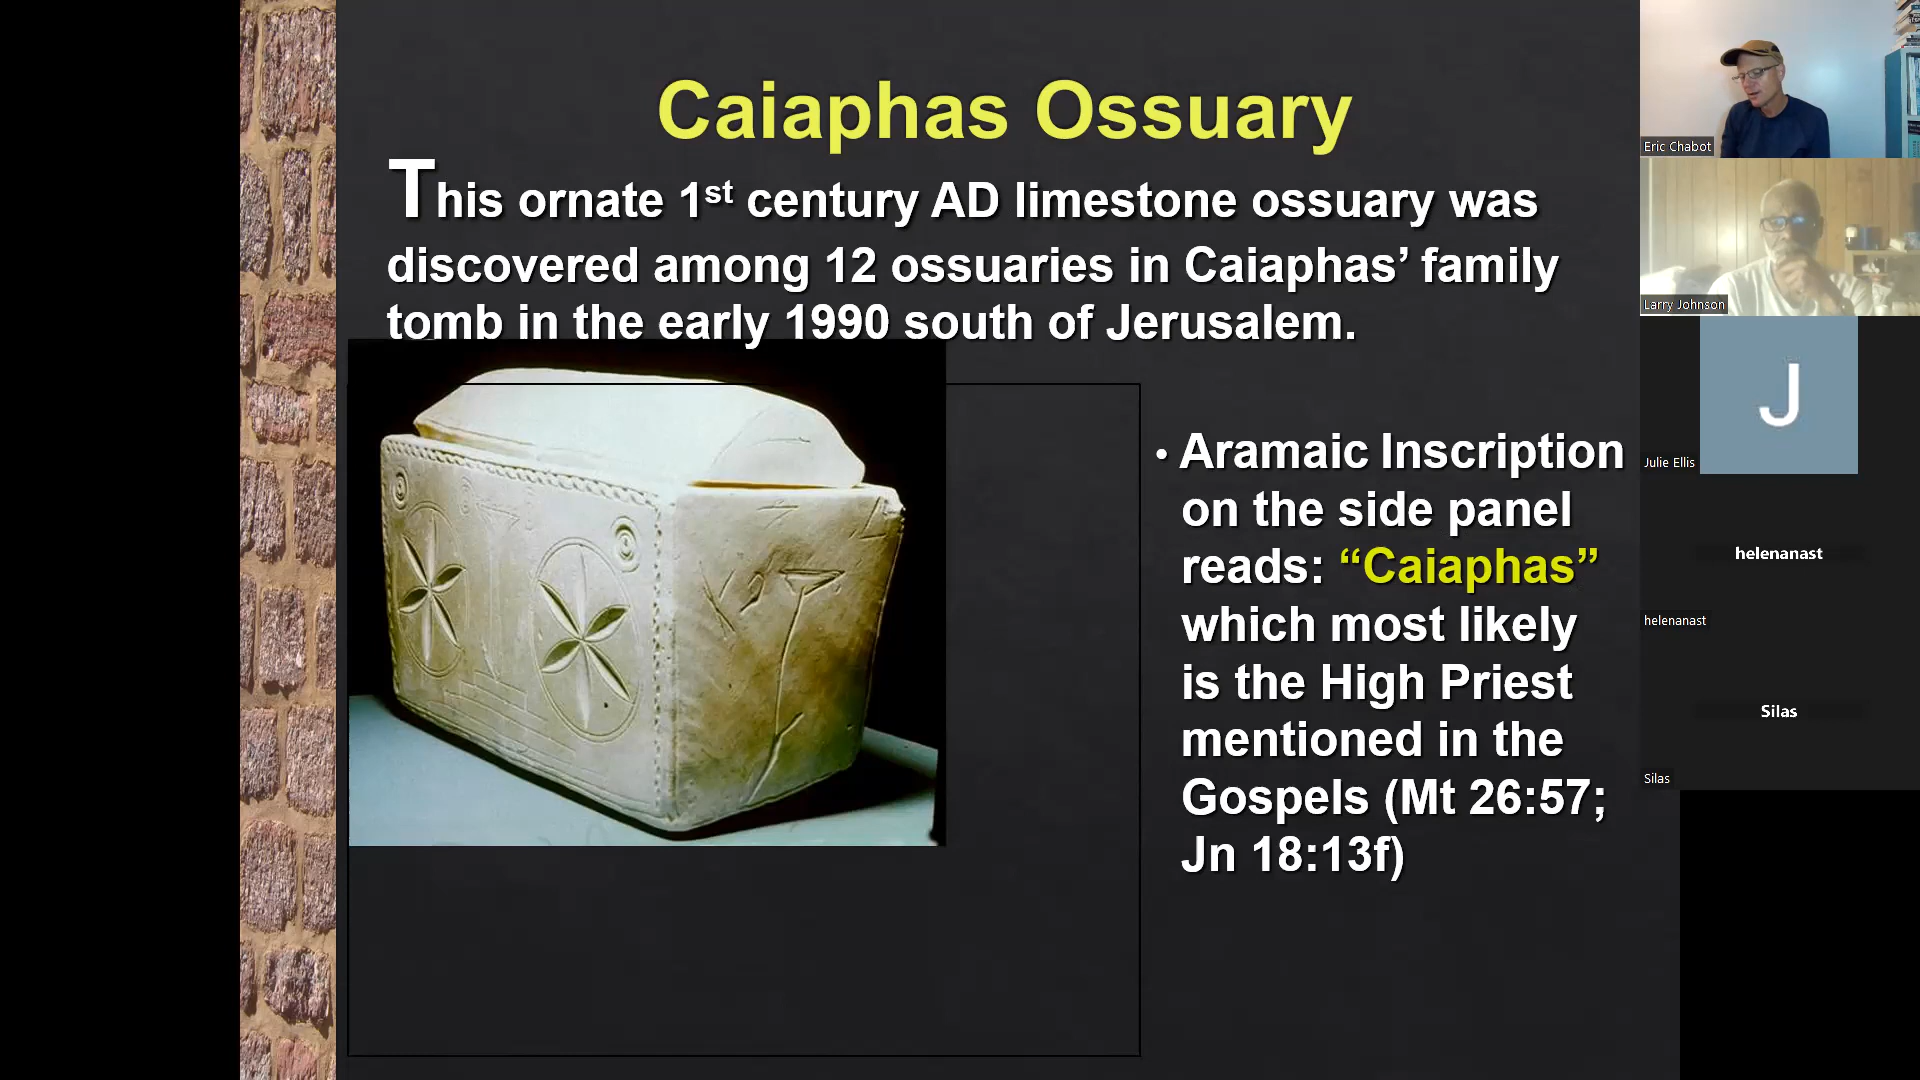 Caiaphas Ossuary
This ornate 1st century AD limestone ossuary was
discovered among 12 ossuaries in Caiaphas’ family
tomb in the early 1990 south of Jerusalem.
• Aramaic Inscription
on the side panel
reads: “Caiaphas”
which most likely
is the High Priest
mentioned in the
Gospels (Mt 26:57;
Jn 18:13f)
Eric Chabot
Larry Johnson
J
Julie Ellis
helenanast
helenanast
Silas
Silas